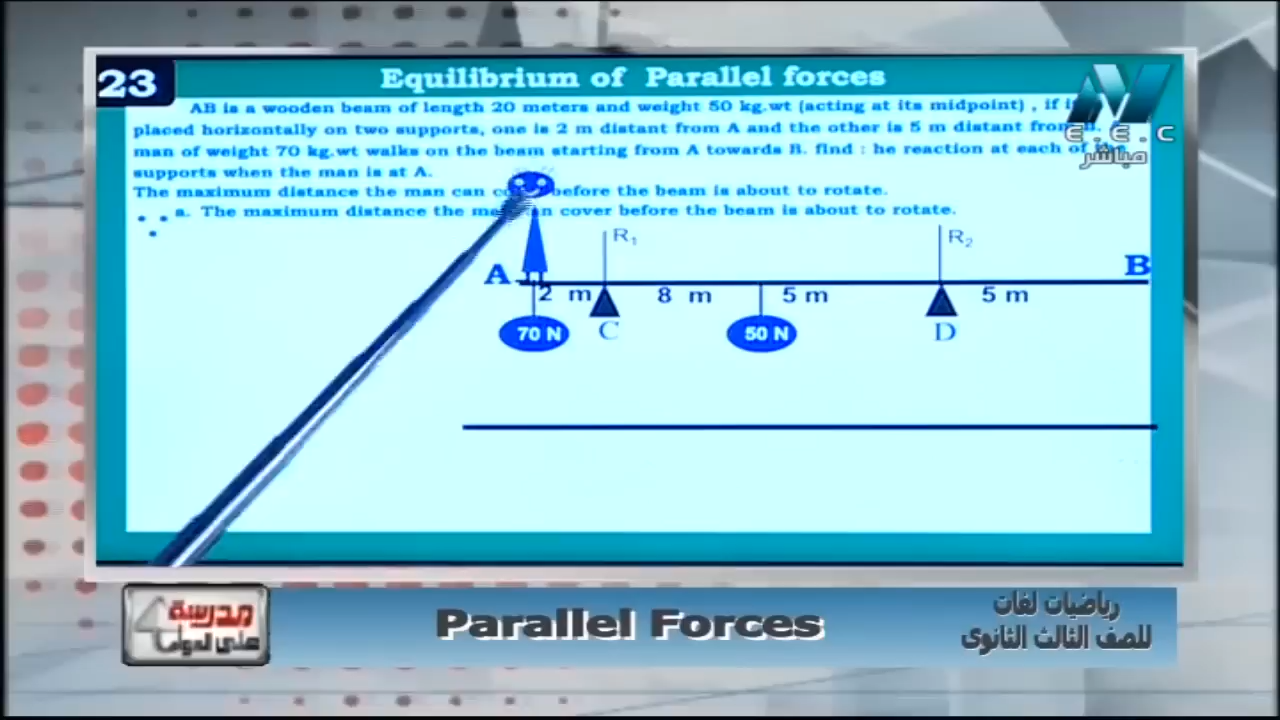 23
Equilibrium of Parallel forces
AB is a wooden beam of length 20 meters and weight 50 kg.wt (acting at its midpoint) , if
placed horizontally on two supports, one is 2 m distant from A and the other is 5 m distant from
man of weight 70 kg.wt walks on the beam starting from A towards B. find : he reaction at each of
supports when the man is at A.
The maximum distance the man can before the beam is about to rotate.
a. The maximum distance the cover before the beam is about to rotate.
E. E. C
مباشر
R1 R2
A B
2 m 8 m 5 m 5 m
70 N C 50 N D
مدرسة
على الهواء
Parallel Forces
رياضيات لغات
للصف الثالث الثانوى